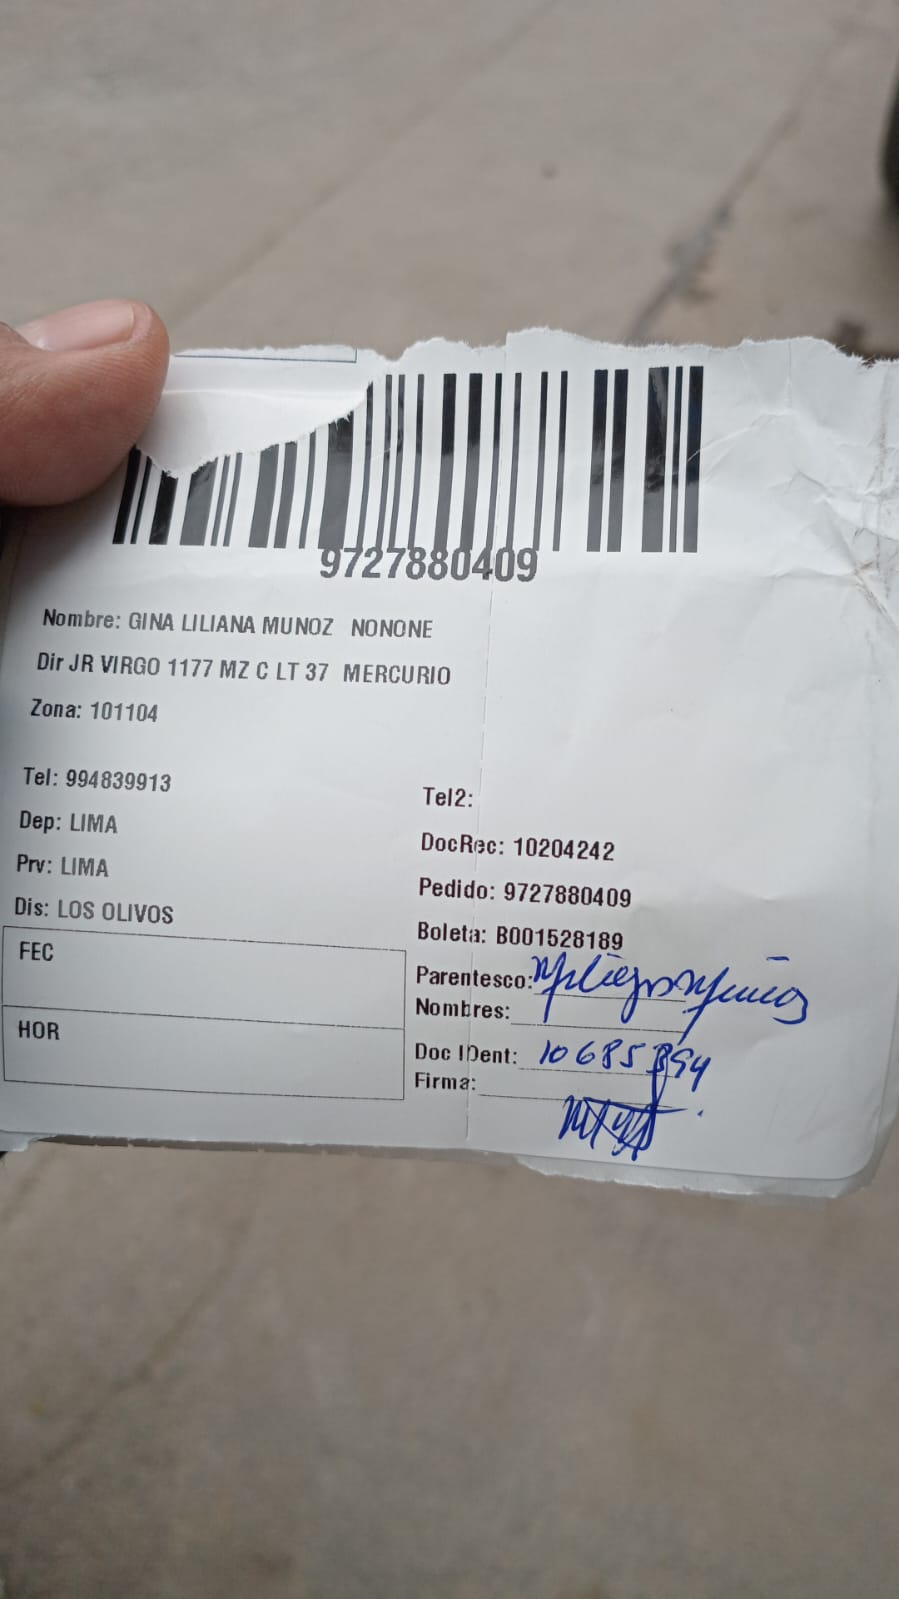 9727880409
Nombre: GINA LILIANA MUNOZ NONONE
Dir JR VIRGO 1177 MZ C LT 37 MERCURIO
Zona: 101104
Tel: 994839913
Dep: LIMA
Prv: LIMA
Dis: LOS OLIVOS
FEC
HOR
Tel2:
DocRec: 10204242
Pedido: 9727880409
Boleta: B001528189
Parentesco: Muñoz
Nombres:
Doc IDent: 10685394
Firma: